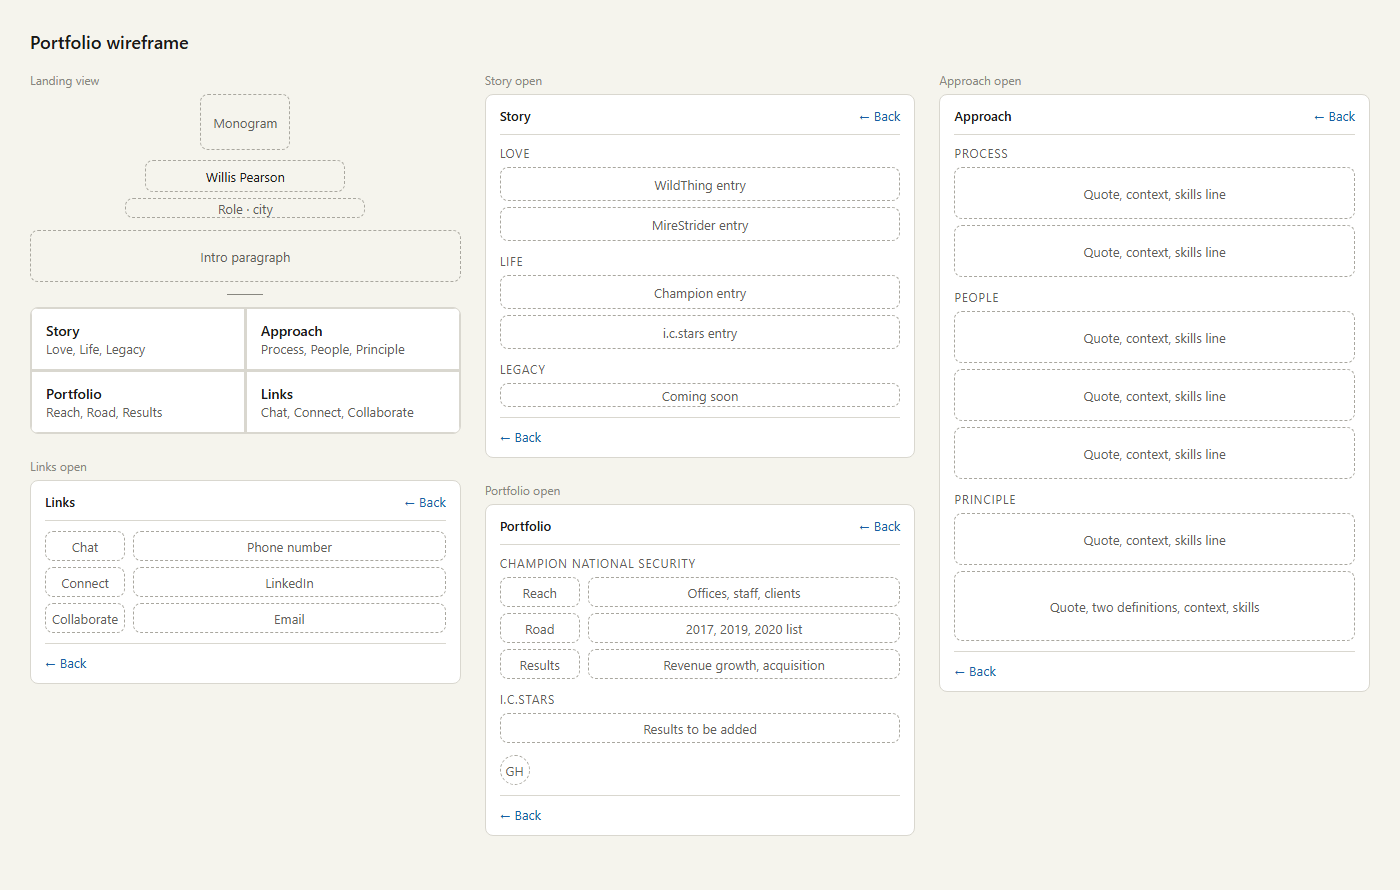 Portfolio wireframe
Landing view
Monogram
Willis Pearson
Role · city
Intro paragraph
Story
Love, Life, Legacy
Approach
Process, People, Principle
Portfolio
Reach, Road, Results
Links
Chat, Connect, Collaborate
Links open
Links
← Back
Chat
Phone number
Connect
LinkedIn
Collaborate
Email
← Back
Story open
Story
← Back
LOVE
WildThing entry
MireStrider entry
LIFE
Champion entry
i.c.stars entry
LEGACY
Coming soon
← Back
Portfolio open
Portfolio
← Back
CHAMPION NATIONAL SECURITY
Reach
Offices, staff, clients
Road
2017, 2019, 2020 list
Results
Revenue growth, acquisition
I.C.STARS
Results to be added
GH
← Back
Approach open
Approach
← Back
PROCESS
Quote, context, skills line
Quote, context, skills line
PEOPLE
Quote, context, skills line
Quote, context, skills line
Quote, context, skills line
PRINCIPLE
Quote, context, skills line
Quote, two definitions, context, skills
← Back